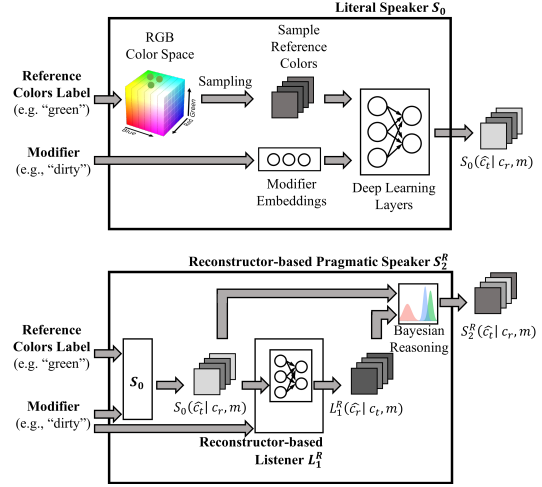 Literal Speaker S₀
RGB
Color Space
Sample
Reference
Colors
Reference
Colors Label
(e.g. “green”)
Sampling
Green
Red
Blue
Modifier
(e.g., “dirty”)
Modifier
Embeddings
Deep Learning
Layers
S₀(ĉₜ| cᵣ, m)
Reconstructor-based Pragmatic Speaker S₂ᴿ
Reference
Colors Label
(e.g. “green”)
S₀
Bayesian
Reasoning
S₂ᴿ(ĉₜ| cᵣ, m)
Modifier
(e.g., “dirty”)
S₀(ĉₜ| cᵣ, m)
L₁ᴿ(ĉᵣ| cₜ, m)
Reconstructor-based
Listener L₁ᴿ